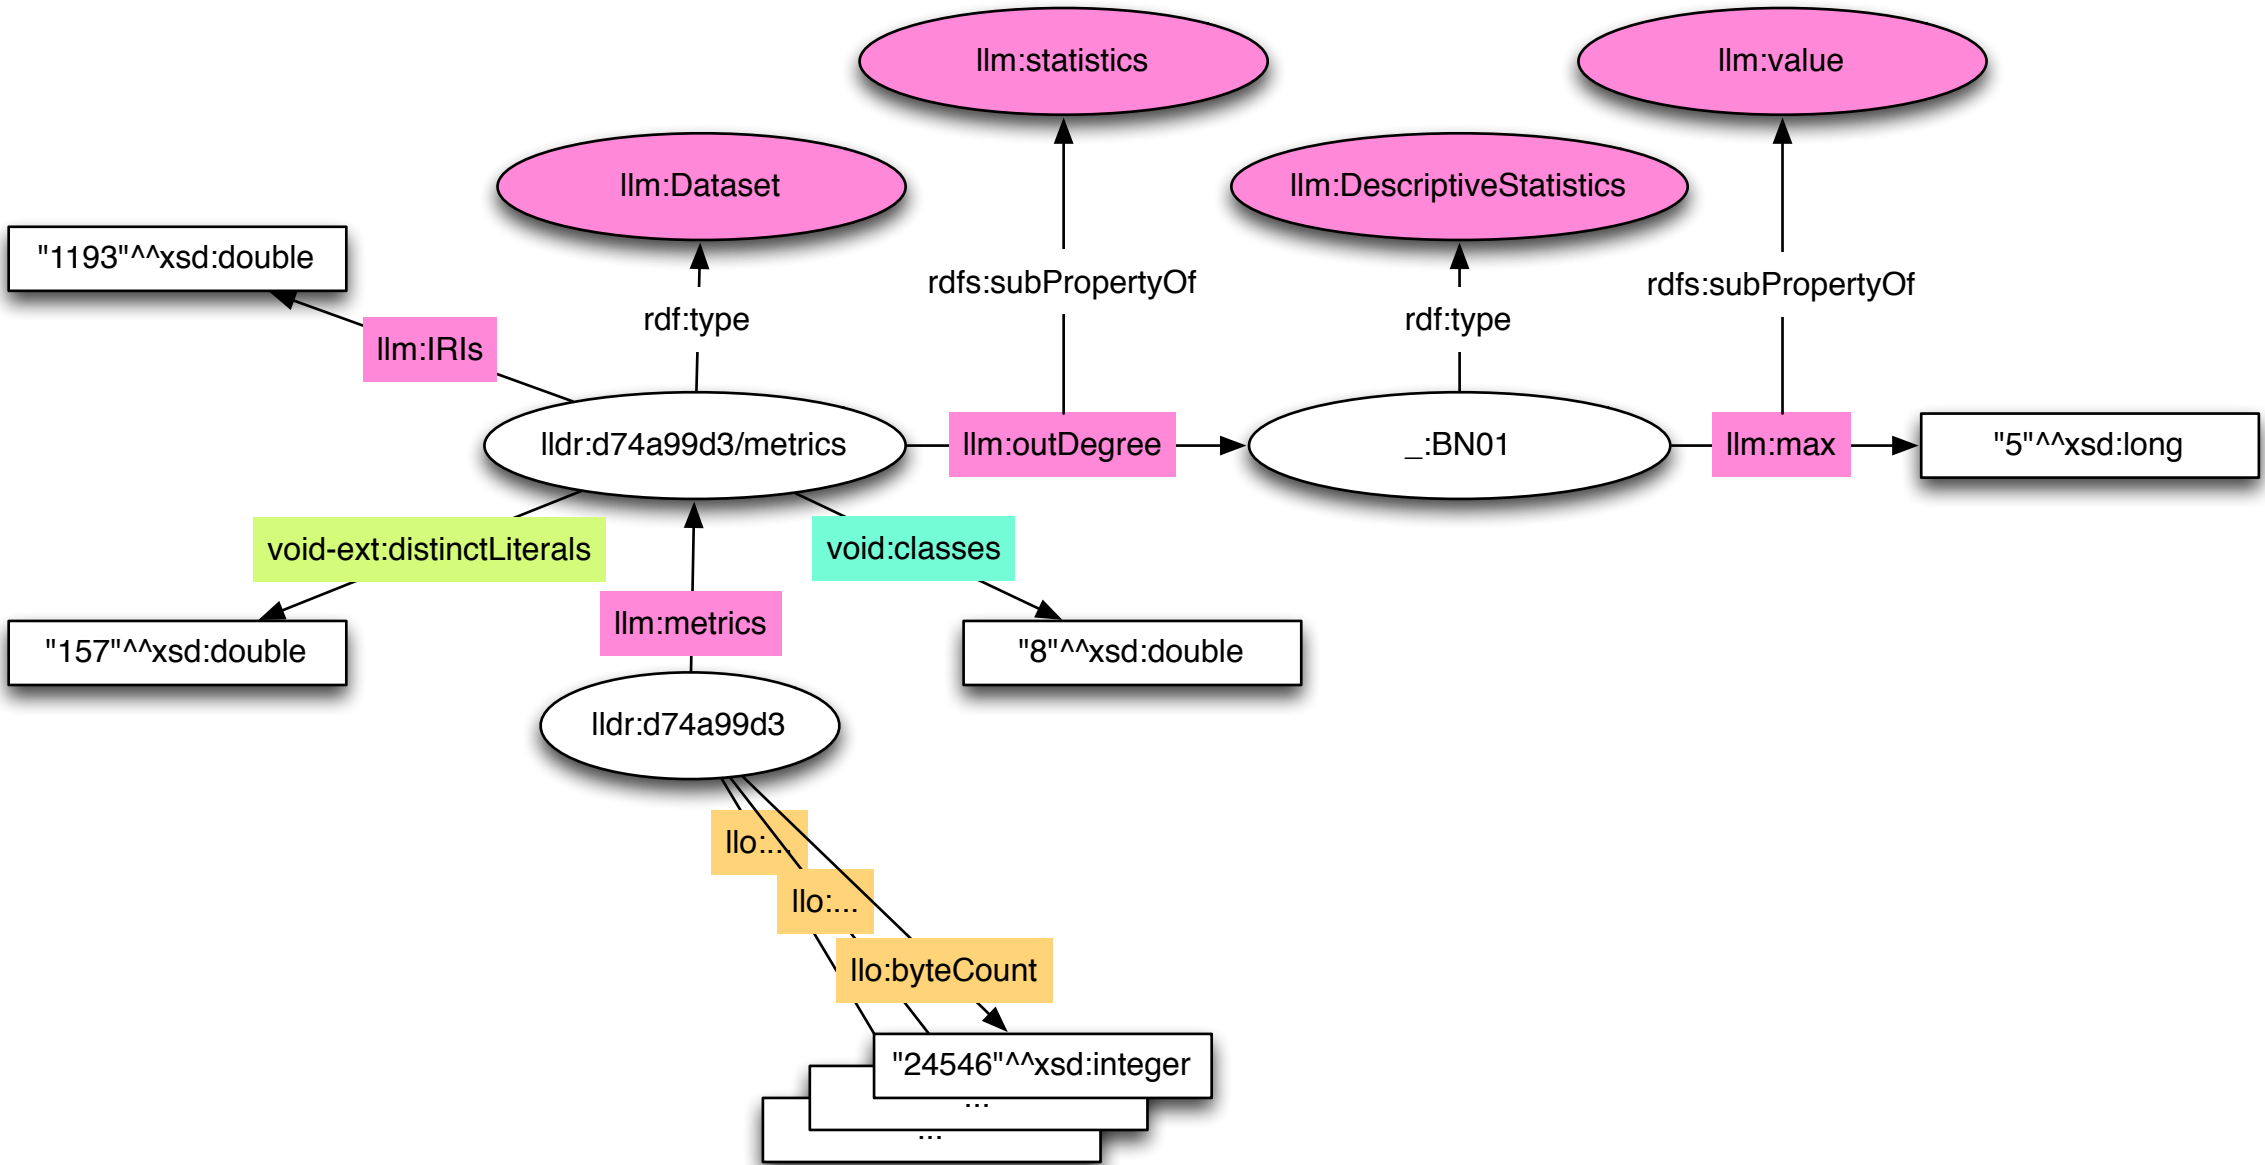 llm:statistics
llm:value
llm:Dataset
llm:DescriptiveStatistics
"1193"^^xsd:double
rdfs:subPropertyOf
rdfs:subPropertyOf
rdf:type
rdf:type
llm:IRIs
lldr:d74a99d3/metrics
llm:outDegree
_:BN01
llm:max
"5"^^xsd:long
void-ext:distinctLiterals
void:classes
llm:metrics
"157"^^xsd:double
"8"^^xsd:double
lldr:d74a99d3
llo:...
llo:...
llo:byteCount
"24546"^^xsd:integer
...
...